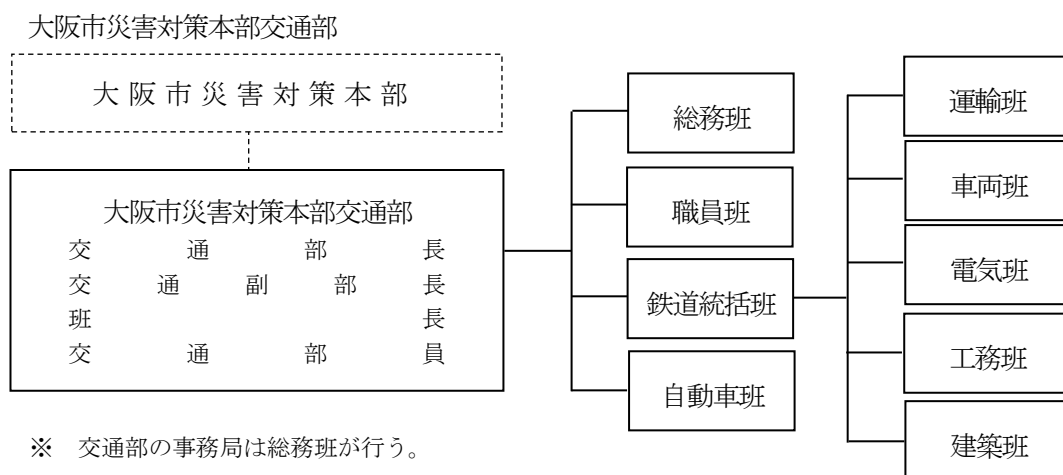 大阪市災害対策本部交通部
大阪市災害対策本部
大阪市災害対策本部交通部
交通部長
交通副部長
班長
交通部員
※　交通部の事務局は総務班が行う。
総務班
職員班
鉄道統括班
自動車班
運輸班
車両班
電気班
工務班
建築班